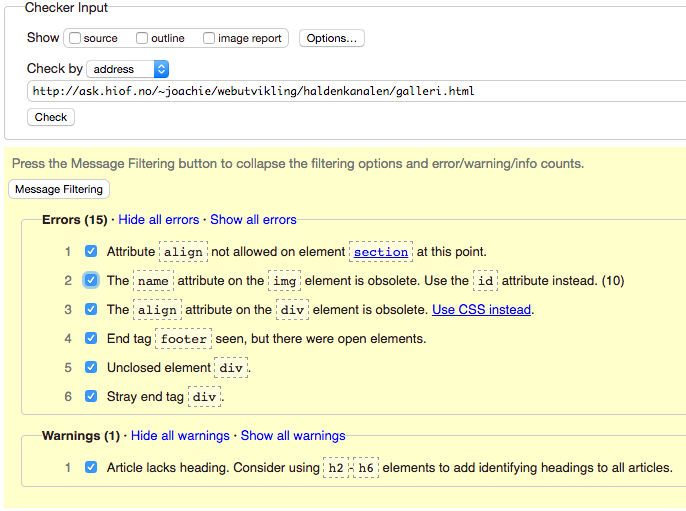 Checker Input
Show source outline image report Options...
Check by address
http://ask.hiof.no/~joachie/webutvikling/haldenkanalen/galleri.html
Check
Press the Message Filtering button to collapse the filtering options and error/warning/info counts.
Message Filtering
Errors (15) · Hide all errors · Show all errors
1 Attribute align not allowed on element section at this point.
2 The name attribute on the img element is obsolete. Use the id attribute instead. (10)
3 The align attribute on the div element is obsolete. Use CSS instead.
4 End tag footer seen, but there were open elements.
5 Unclosed element div.
6 Stray end tag div.
Warnings (1) · Hide all warnings · Show all warnings
1 Article lacks heading. Consider using h2-h6 elements to add identifying headings to all articles.